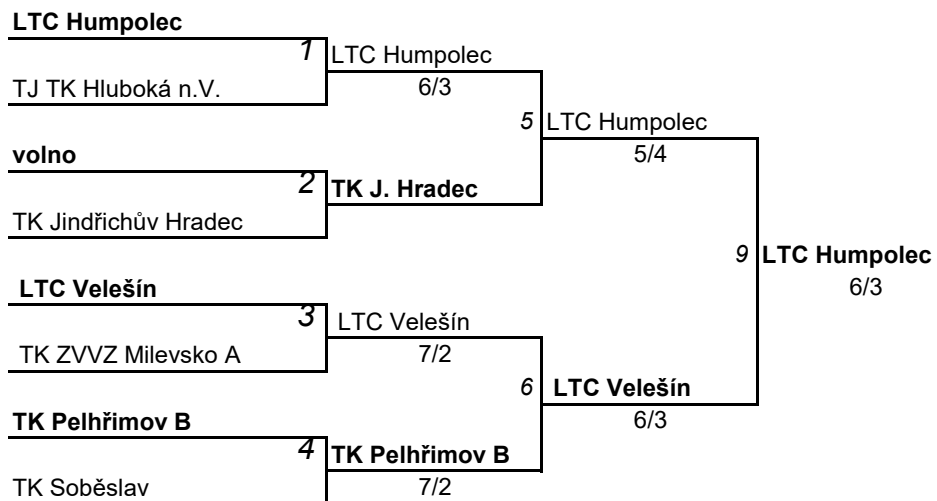 LTC Humpolec
1
LTC Humpolec
TJ TK Hluboká n.V.
6/3
5
LTC Humpolec
volno
5/4
2
TK J. Hradec
TK Jindřichův Hradec
9
LTC Humpolec
LTC Velešín
6/3
3
LTC Velešín
TK ZVVZ Milevsko A
7/2
6
LTC Velešín
TK Pelhřimov B
6/3
4
TK Pelhřimov B
TK Soběslav
7/2